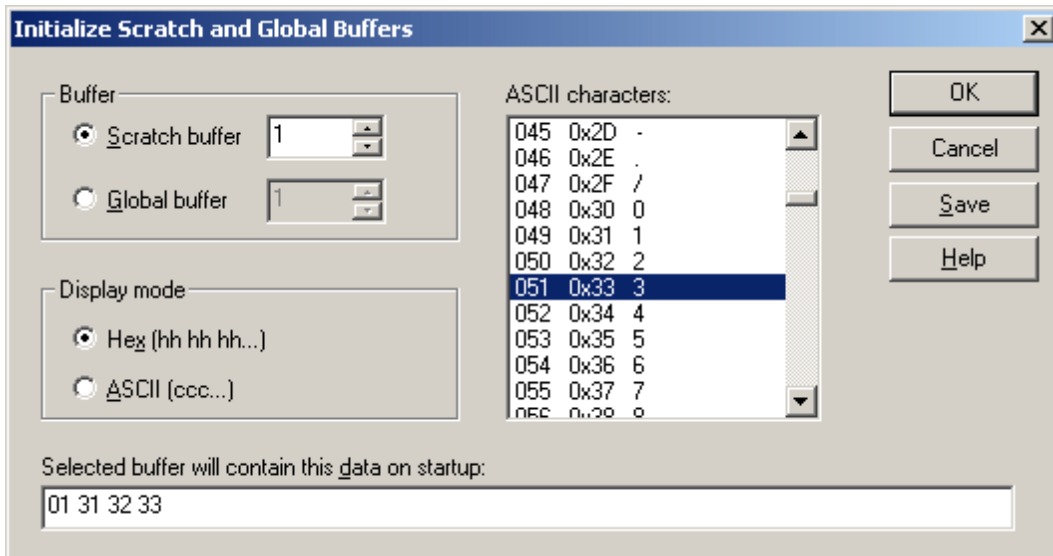 Initialize Scratch and Global Buffers
Buffer
Scratch buffer 1
Global buffer 1
Display mode
Hex (hh hh hh...)
ASCII (ccc...)
ASCII characters:
045 0x2D -
046 0x2E .
047 0x2F /
048 0x30 0
049 0x31 1
050 0x32 2
051 0x33 3
052 0x34 4
053 0x35 5
054 0x36 6
055 0x37 7
056 0x38 8
OK
Cancel
Save
Help
Selected buffer will contain this data on startup:
01 31 32 33